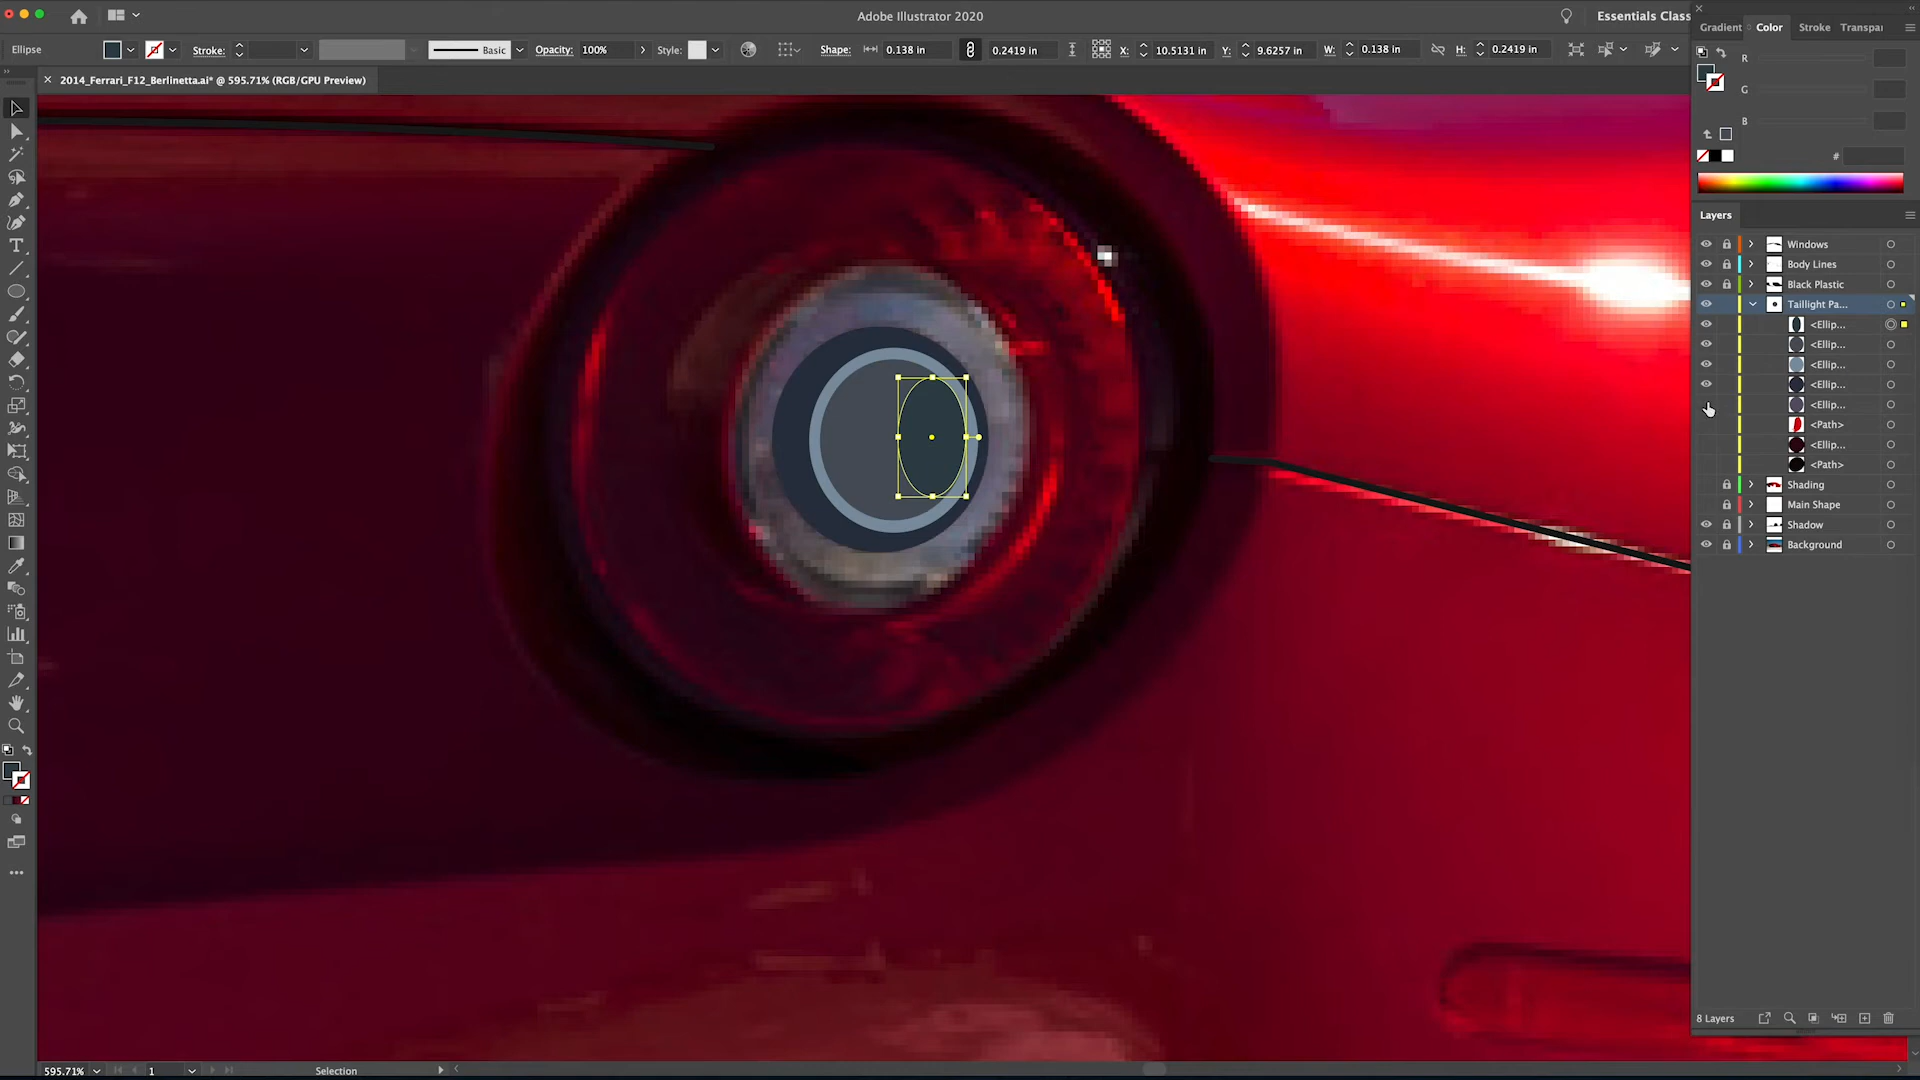 Adobe Illustrator 2020
Essentials Class
Ellipse
Stroke:
Basic
Opacity: 100%
Style:
Shape: 0.138 in 0.2419 in X: 10.5131 in Y: 9.6257 in W: 0.138 in H: 0.2419 in
2014_Ferrari_F12_Berlinetta.ai* @ 595.71% (RGB/GPU Preview)
Gradient Color Stroke Transpa
R
G
B
#
Layers
Windows
Body Lines
Black Plastic
Taillight Pa...
<Ellip...
<Ellip...
<Ellip...
<Ellip...
<Ellip...
<Path>
<Ellip...
<Path>
Shading
Main Shape
Shadow
Background
8 Layers
595.71% 1 Selection